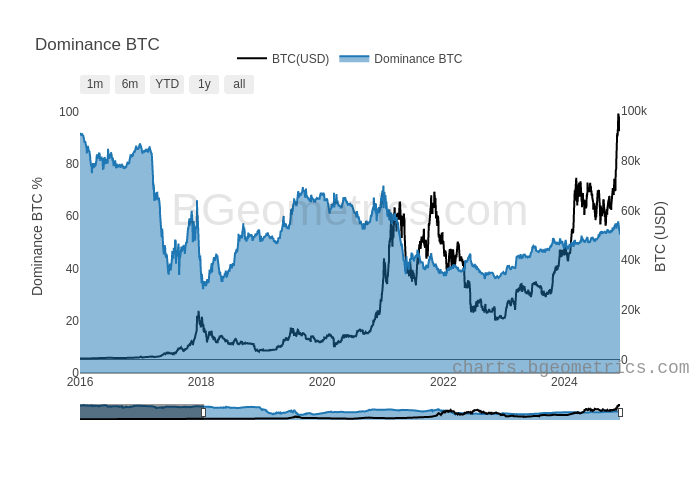 Dominance BTC
BTC(USD) Dominance BTC
1m 6m YTD 1y all
100 100k
80 80k
BGeometrics.com
60 60k
40 40k
20 20k
0 0
Dominance BTC %
BTC (USD)
charts.bgeometrics.com
2016 2018 2020 2022 2024